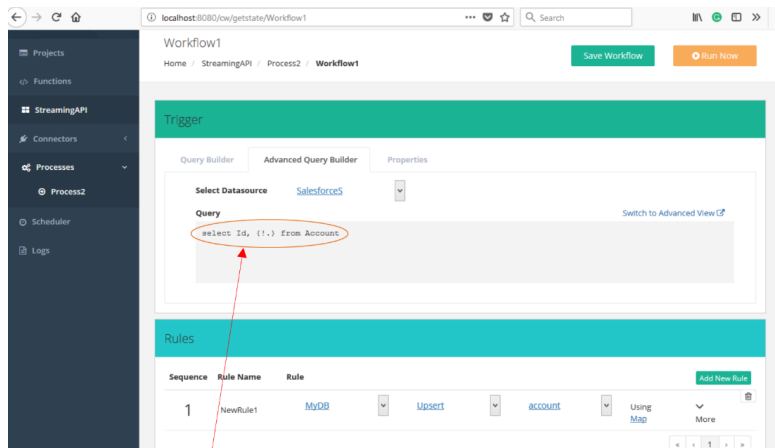 localhost:8080/cw/getstate/Workflow1
Search
Projects
Functions
StreamingAPI
Connectors
Processes
Process2
Scheduler
Logs
Workflow1
Home / StreamingAPI / Process2 / Workflow1
Save Workflow
Run Now
Trigger
Query Builder
Advanced Query Builder
Properties
Select Datasource
SalesforceS
Query
Switch to Advanced View
select Id, {!.} from Account
Rules
Sequence Rule Name Rule
Add New Rule
1 NewRule1 MyDB Upsert account Using Map More
« ‹ 1 › »